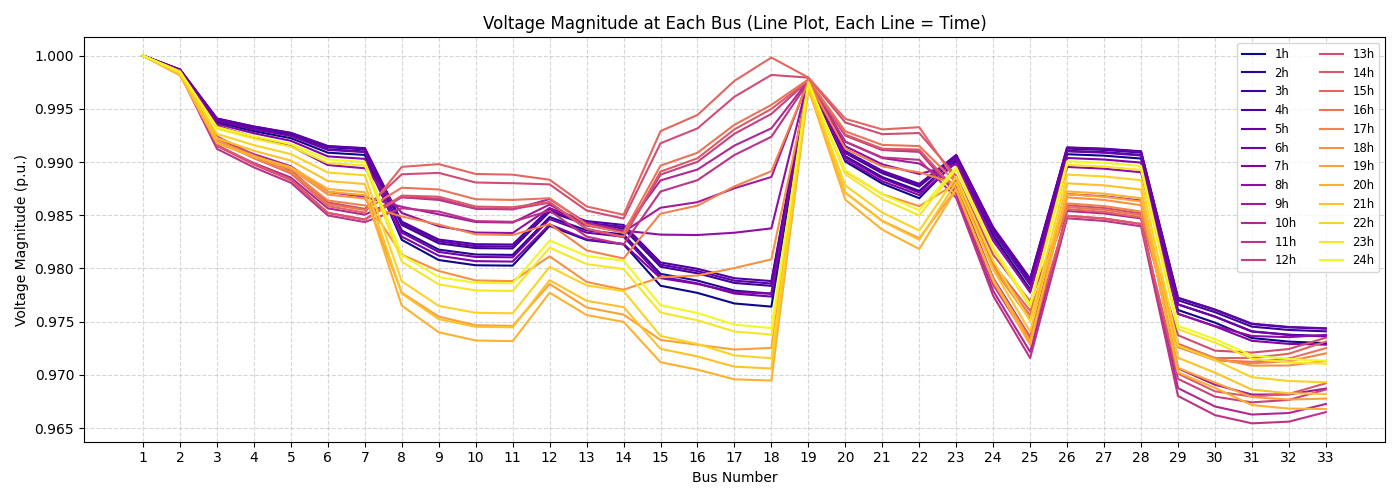 Voltage Magnitude at Each Bus (Line Plot, Each Line = Time)
Voltage Magnitude (p.u.)
1.000
0.995
0.990
0.985
0.980
0.975
0.970
0.965
1h 13h
2h 14h
3h 15h
4h 16h
5h 17h
6h 18h
7h 19h
8h 20h
9h 21h
10h 22h
11h 23h
12h 24h
1 2 3 4 5 6 7 8 9 10 11 12 13 14 15 16 17 18 19 20 21 22 23 24 25 26 27 28 29 30 31 32 33
Bus Number